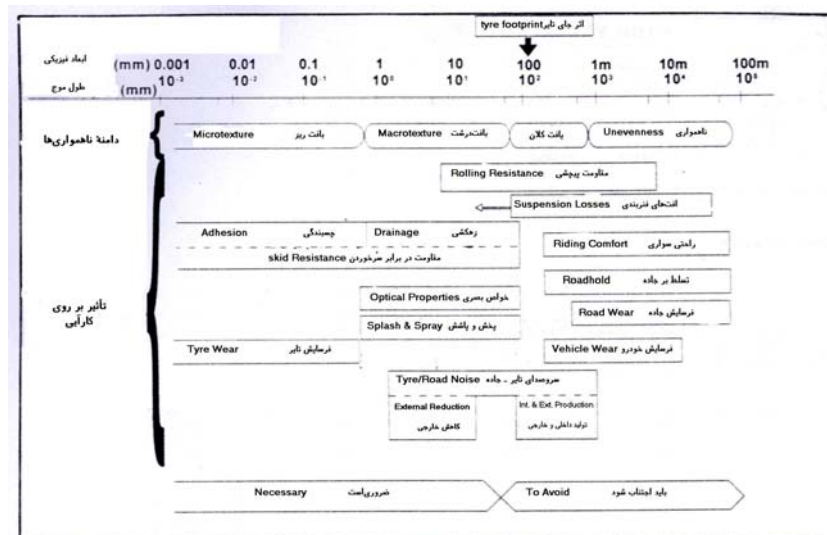 tyre footprint اثر جای تایر
ابعاد فیزیکی (mm) 0.001 0.01 0.1 1 10 100 1m 10m 100m
طول موج (mm) 10⁻³ 10⁻² 10⁻¹ 10⁰ 10¹ 10² 10³ 10⁴ 10⁵
دامنهٔ ناهمواری‌ها
Microtexture بافت ریز
Macrotexture بافت درشت
بافت کلان
Unevenness ناهمواری
Rolling Resistance مقاومت پیچشی
Suspension Losses افت‌های فنربندی
Adhesion چسبندگی
Drainage زهکشی
Riding Comfort راحتی سواری
skid Resistance مقاومت در برابر سرخوردن
Roadhold تسلط بر جاده
تأثیر بر روی
کارآیی
Optical Properties خواص بصری
Road Wear فرسایش جاده
Splash & Spray پخش و پاشش
Tyre Wear فرسایش تایر
Vehicle Wear فرسایش خودرو
Tyre/Road Noise سروصدای تایر - جاده
External Reduction
کاهش خارجی
Int. & Ext. Production
تولید داخلی و خارجی
Necessary ضروری‌است
To Avoid باید اجتناب شود